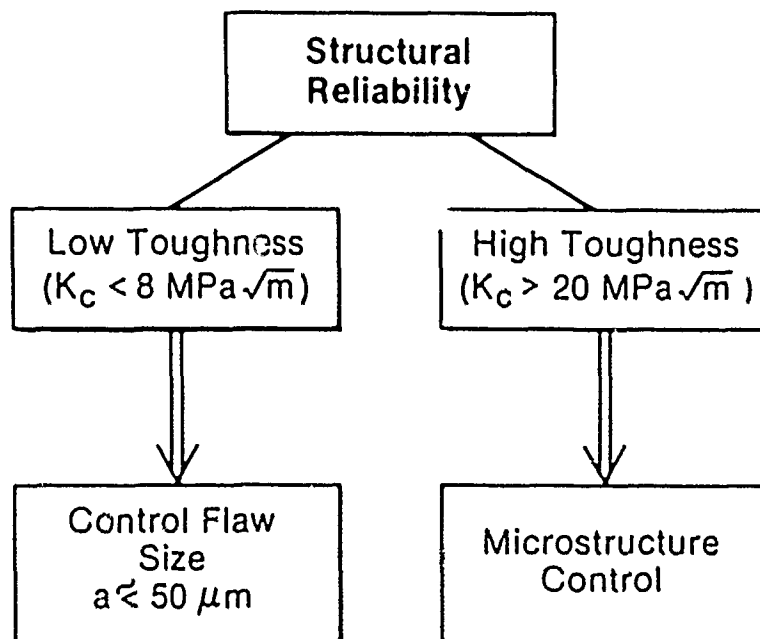 Structural
Reliability
Low Toughness
(K_C < 8 MPa √m)
High Toughness
(K_C > 20 MPa √m )
Control Flaw
Size
a ≲ 50 μm
Microstructure
Control